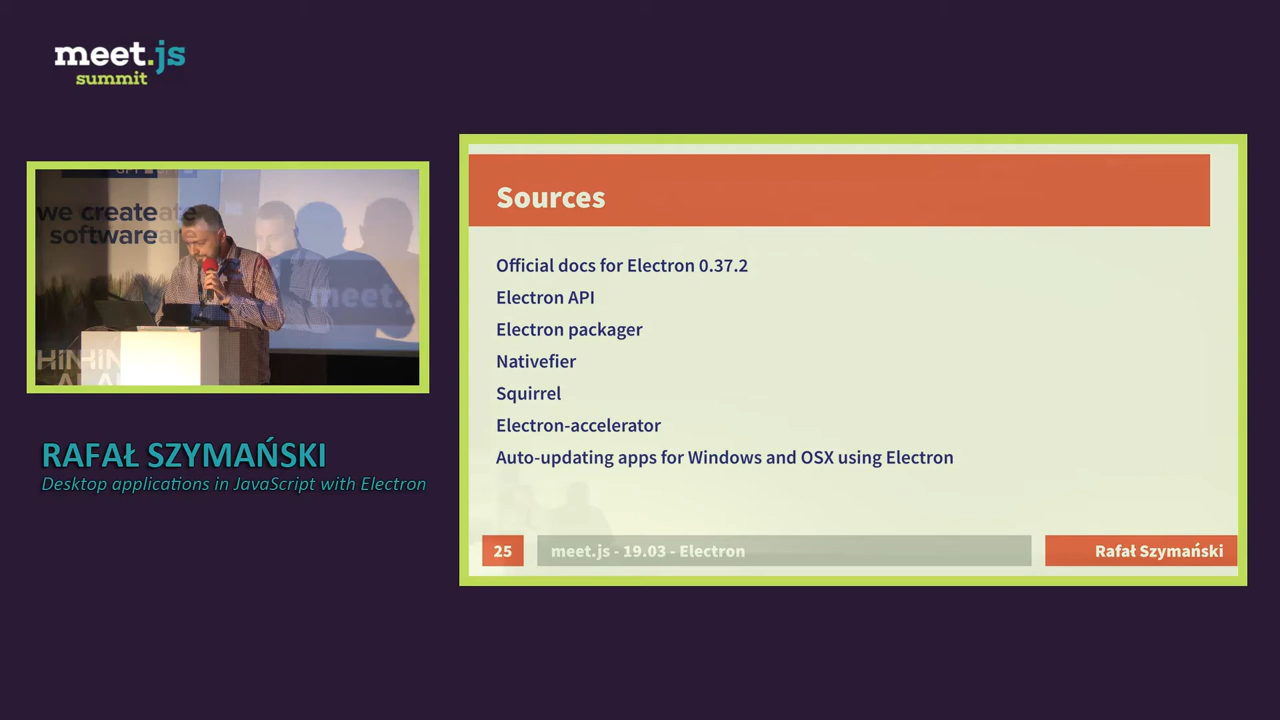 meet.js
summit
we create
software
meet.
RAFAŁ SZYMAŃSKI
Desktop applications in JavaScript with Electron
Sources
Official docs for Electron 0.37.2
Electron API
Electron packager
Nativefier
Squirrel
Electron-accelerator
Auto-updating apps for Windows and OSX using Electron
25
meet.js - 19.03 - Electron
Rafał Szymański